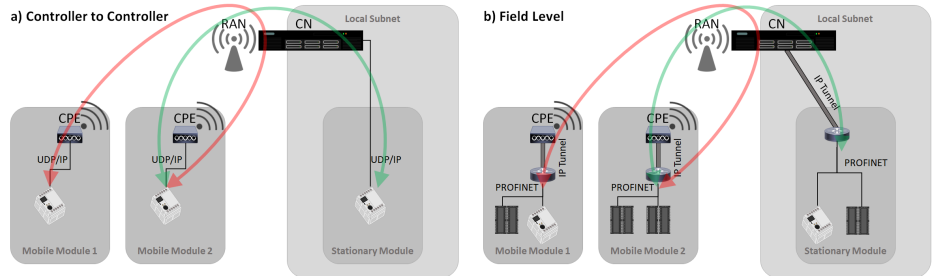 a) Controller to Controller
RAN
CN
Local Subnet
CPE
CPE
UDP/IP
UDP/IP
UDP/IP
Mobile Module 1
Mobile Module 2
Stationary Module
b) Field Level
RAN
CN
Local Subnet
IP Tunnel
CPE
CPE
IP Tunnel
IP Tunnel
PROFINET
PROFINET
PROFINET
Mobile Module 1
Mobile Module 2
Stationary Module